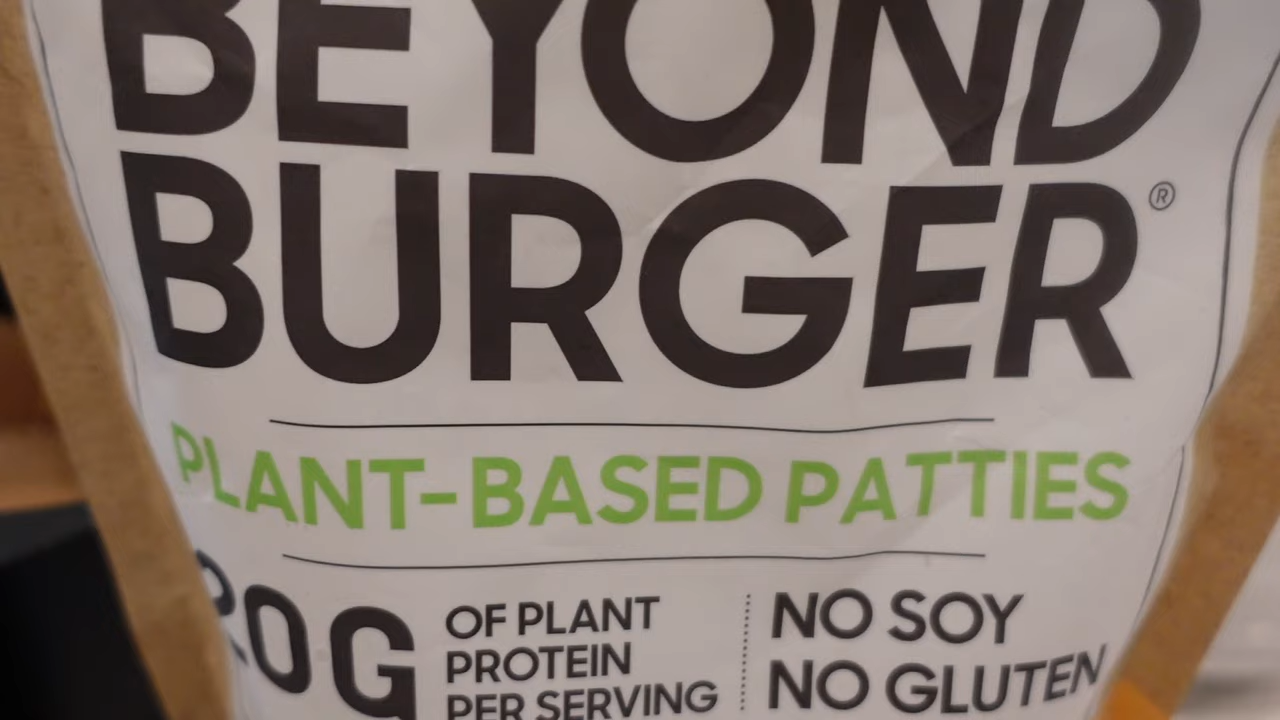 BEYOND
BURGER®
PLANT-BASED PATTIES
20G
OF PLANT
PROTEIN
PER SERVING
NO SOY
NO GLUTEN